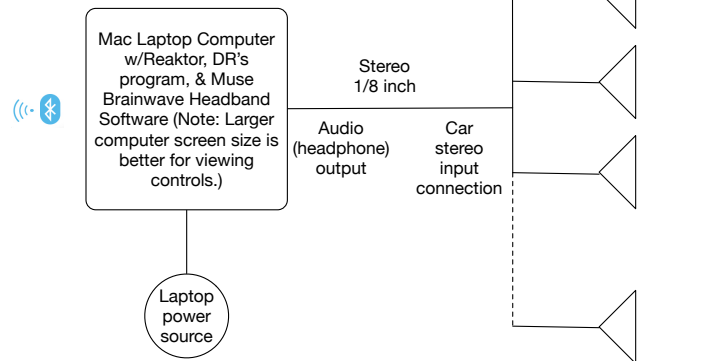 Mac Laptop Computer
w/Reaktor, DR's
program, & Muse
Brainwave Headband
Software (Note: Larger
computer screen size is
better for viewing
controls.)
Stereo
1/8 inch
Audio
(headphone)
output
Car
stereo
input
connection
Laptop
power
source